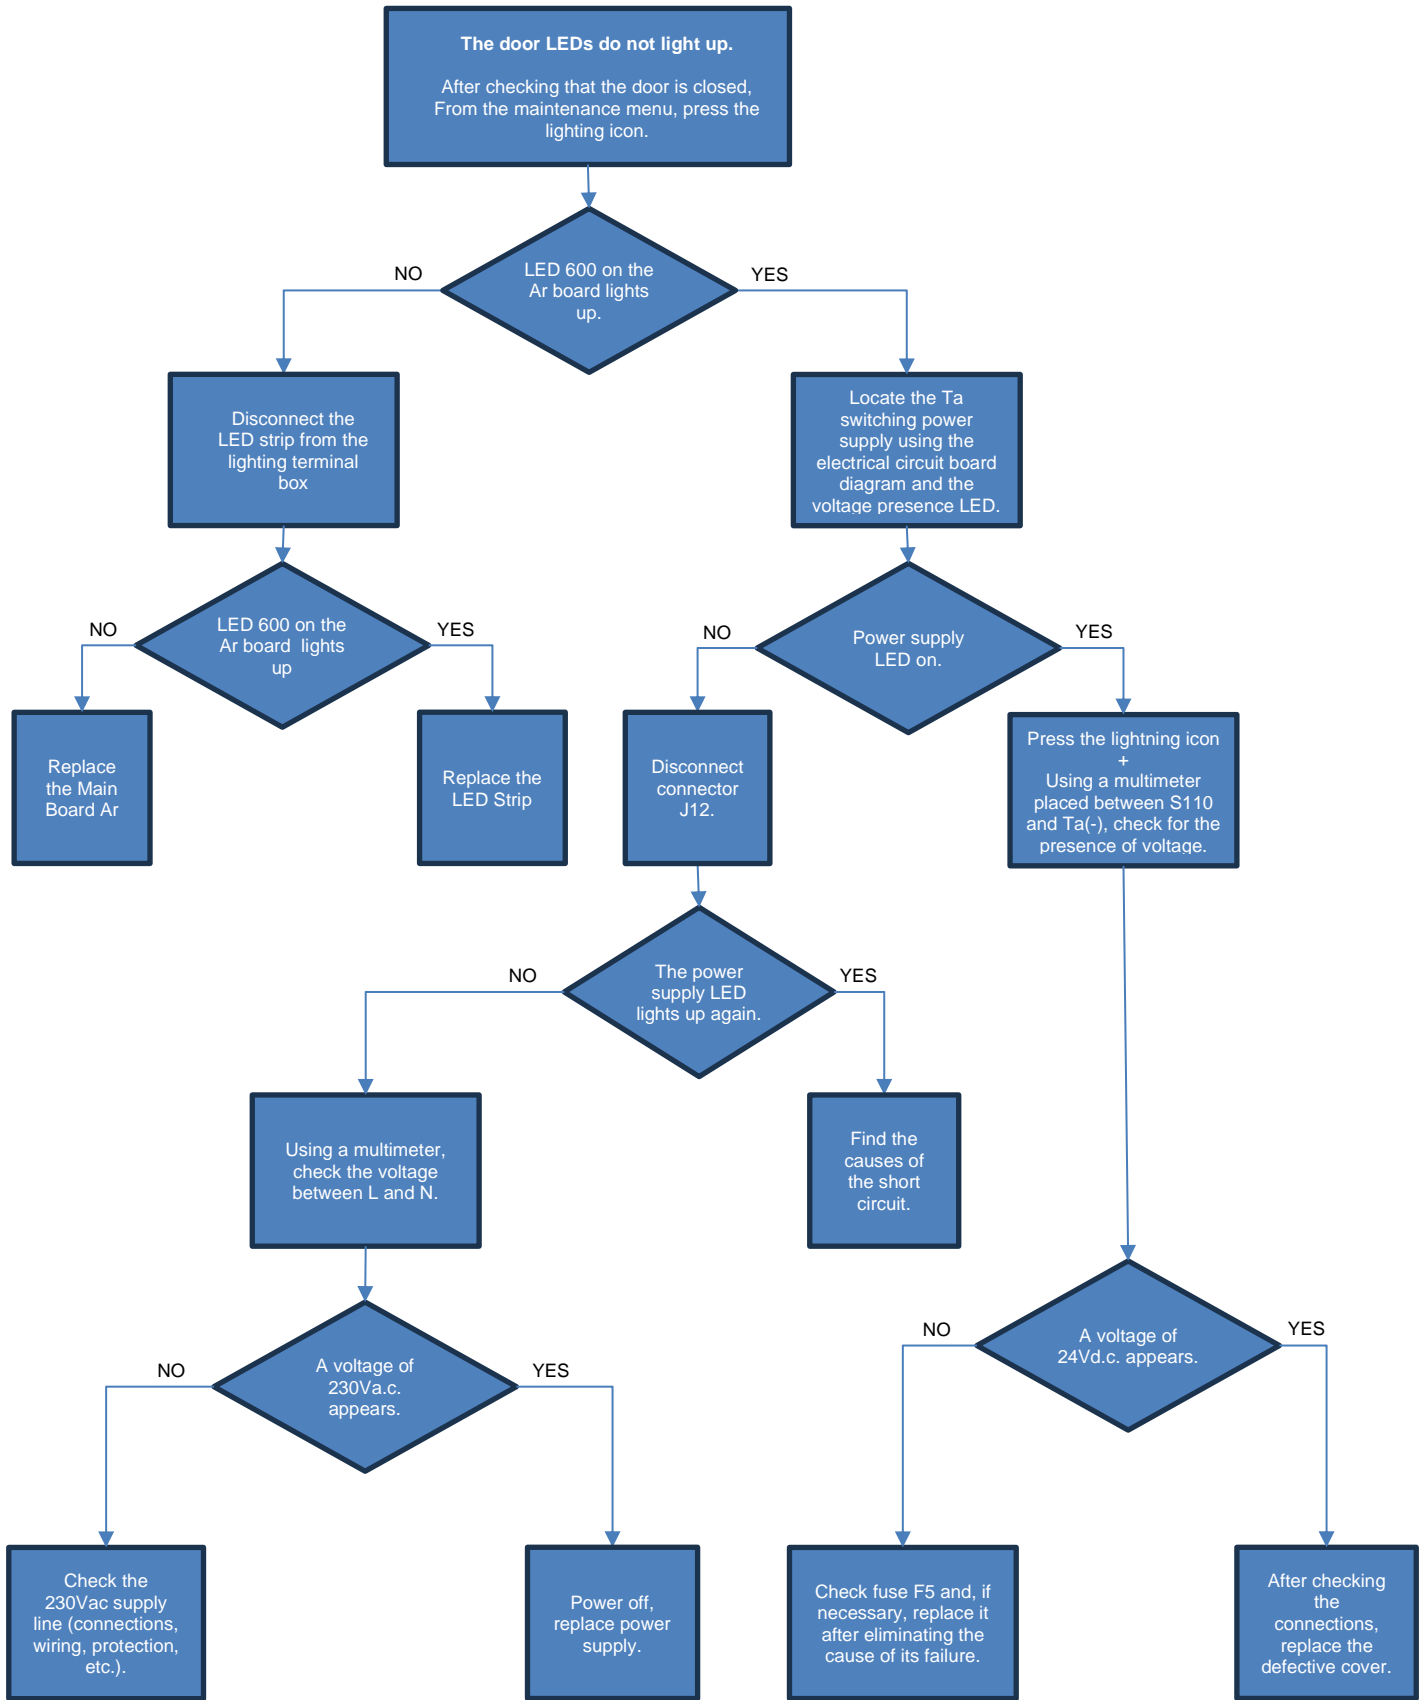 The door LEDs do not light up.
After checking that the door is closed,
From the maintenance menu, press the
lighting icon.
NO
LED 600 on the
Ar board lights
up.
YES
Disconnect the
LED strip from the
lighting terminal
box
Locate the Ta
switching power
supply using the
electrical circuit board
diagram and the
voltage presence LED.
NO
LED 600 on the
Ar board  lights
up
YES
NO
Power supply
LED on.
YES
Replace
the Main
Board Ar
Replace the
LED Strip
Disconnect
connector
J12.
Press the lightning icon
+
Using a multimeter
placed between S110
and Ta(-), check for the
presence of voltage.
NO
The power
supply LED
lights up again.
YES
Using a multimeter,
check the voltage
between L and N.
Find the
causes of
the short
circuit.
NO
A voltage of
230Va.c.
appears.
YES
NO
A voltage of
24Vd.c. appears.
YES
Check the
230Vac supply
line (connections,
wiring, protection,
etc.).
Power off,
replace power
supply.
Check fuse F5 and, if
necessary, replace it
after eliminating the
cause of its failure.
After checking
the
connections,
replace the
defective cover.